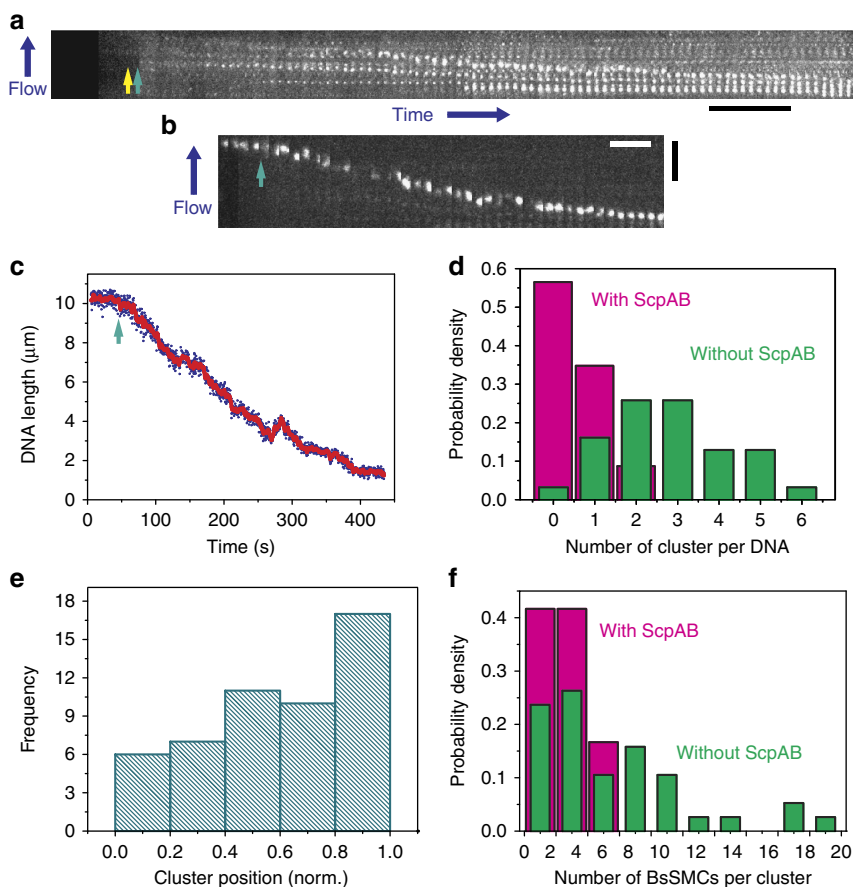 a
Flow
Time
b
Flow
c
DNA length (μm)
10
8
6
4
2
0
0 100 200 300 400
Time (s)
d
Probability density
0.6
0.5
0.4
0.3
0.2
0.1
0.0
With ScpAB
Without ScpAB
0 1 2 3 4 5 6
Number of cluster per DNA
e
Frequency
18
15
12
9
6
3
0
0.0 0.2 0.4 0.6 0.8 1.0
Cluster position (norm.)
f
Probability density
0.4
0.3
0.2
0.1
0.0
With ScpAB
Without ScpAB
0 2 4 6 8 10 12 14 16 18 20
Number of BsSMCs per cluster